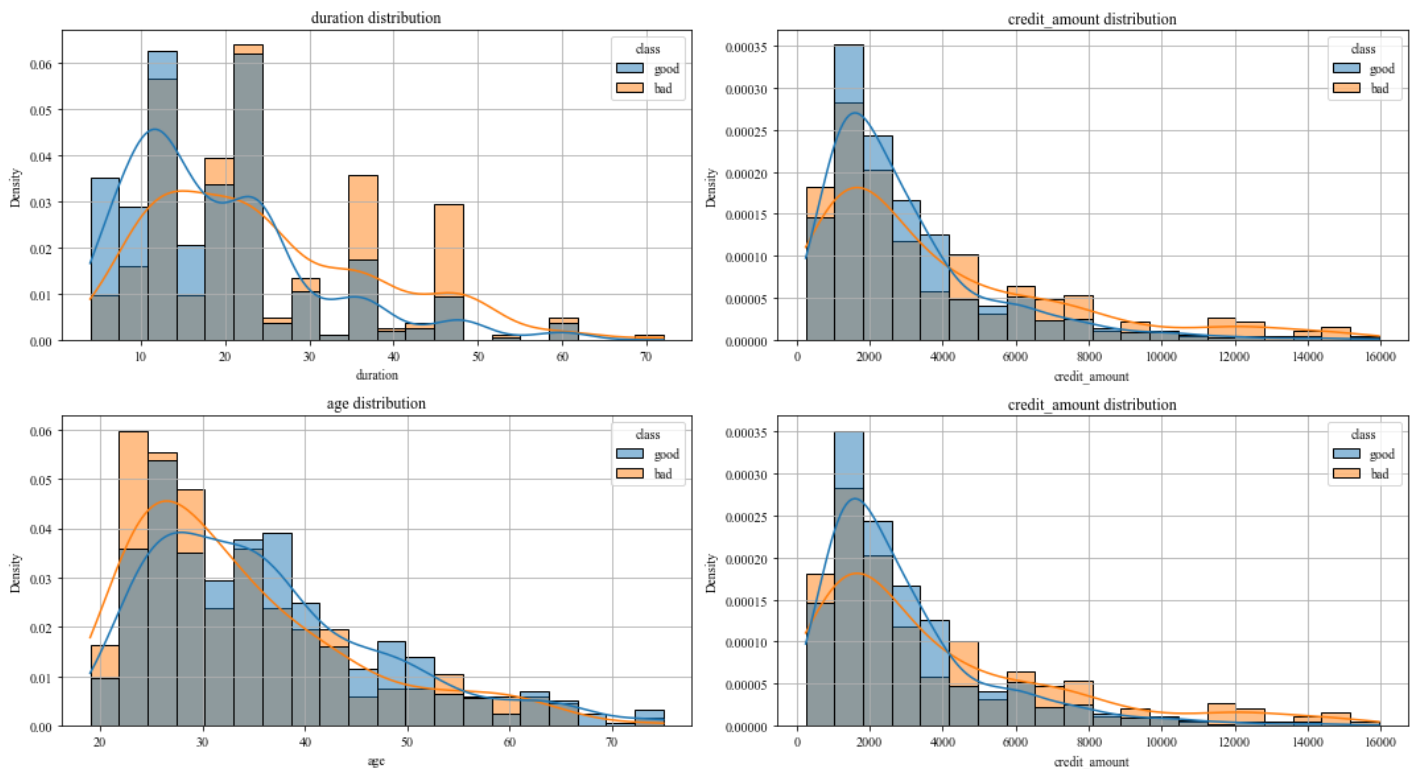 duration distribution
class
good
bad
Density
0.06
0.05
0.04
0.03
0.02
0.01
0.00
10 20 30 40 50 60 70
duration
credit_amount distribution
class
good
bad
Density
0.00035
0.00030
0.00025
0.00020
0.00015
0.00010
0.00005
0.00000
0 2000 4000 6000 8000 10000 12000 14000 16000
credit_amount
age distribution
class
good
bad
Density
0.06
0.05
0.04
0.03
0.02
0.01
0.00
20 30 40 50 60 70
age
credit_amount distribution
class
good
bad
Density
0.00035
0.00030
0.00025
0.00020
0.00015
0.00010
0.00005
0.00000
0 2000 4000 6000 8000 10000 12000 14000 16000
credit_amount